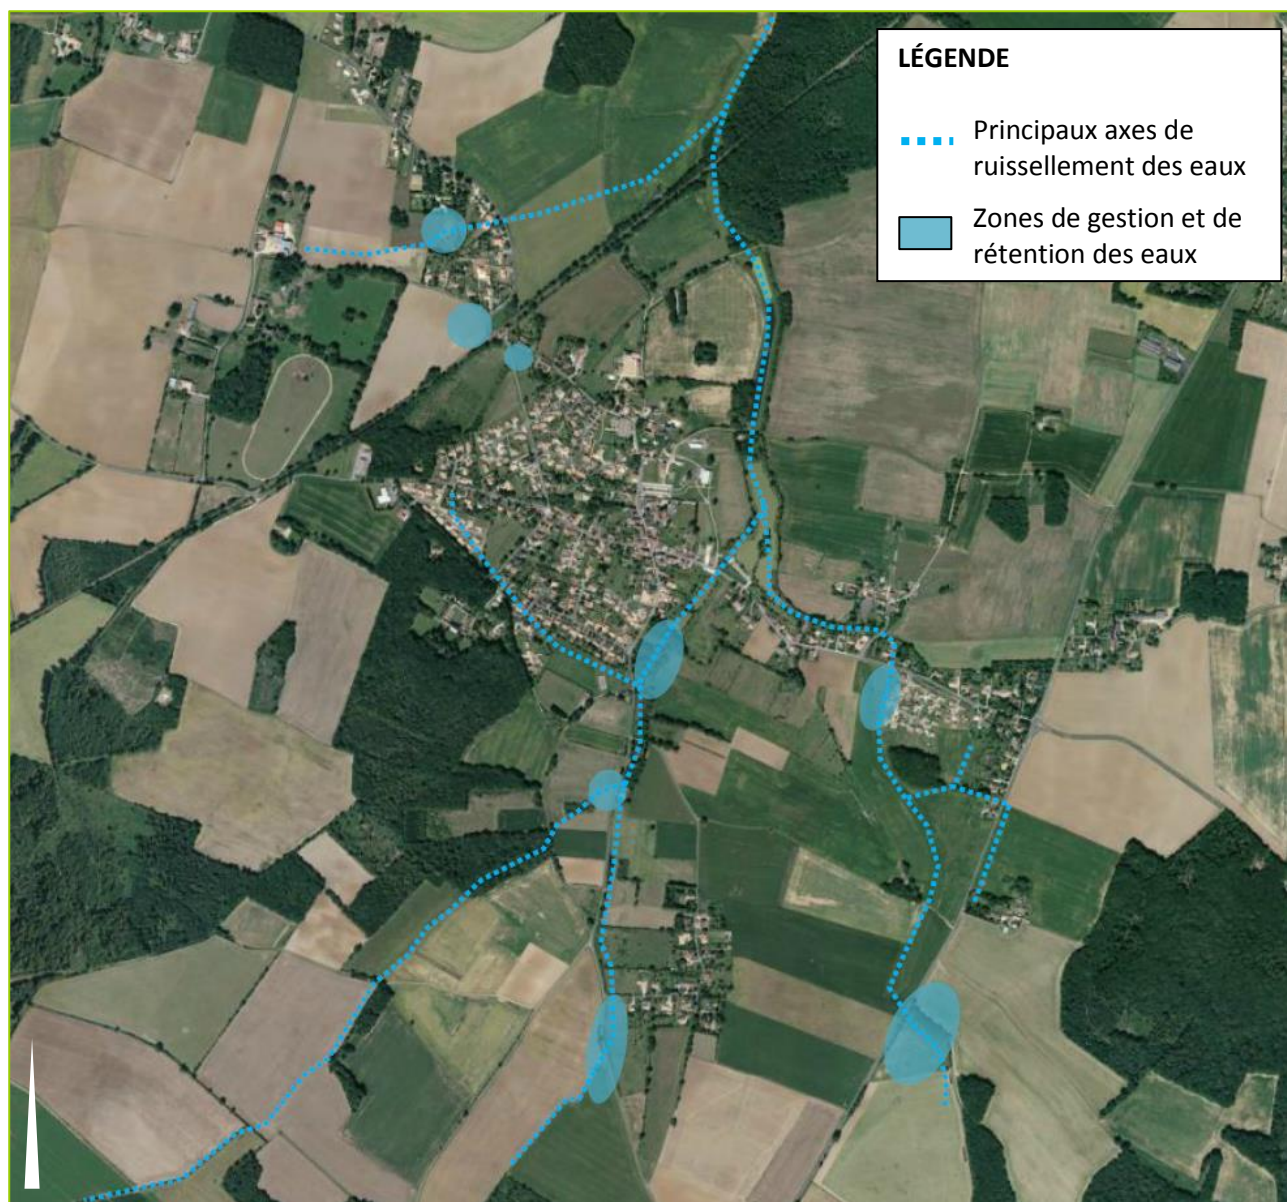 LÉGENDE
Principaux axes de
ruissellement des eaux
Zones de gestion et de
rétention des eaux